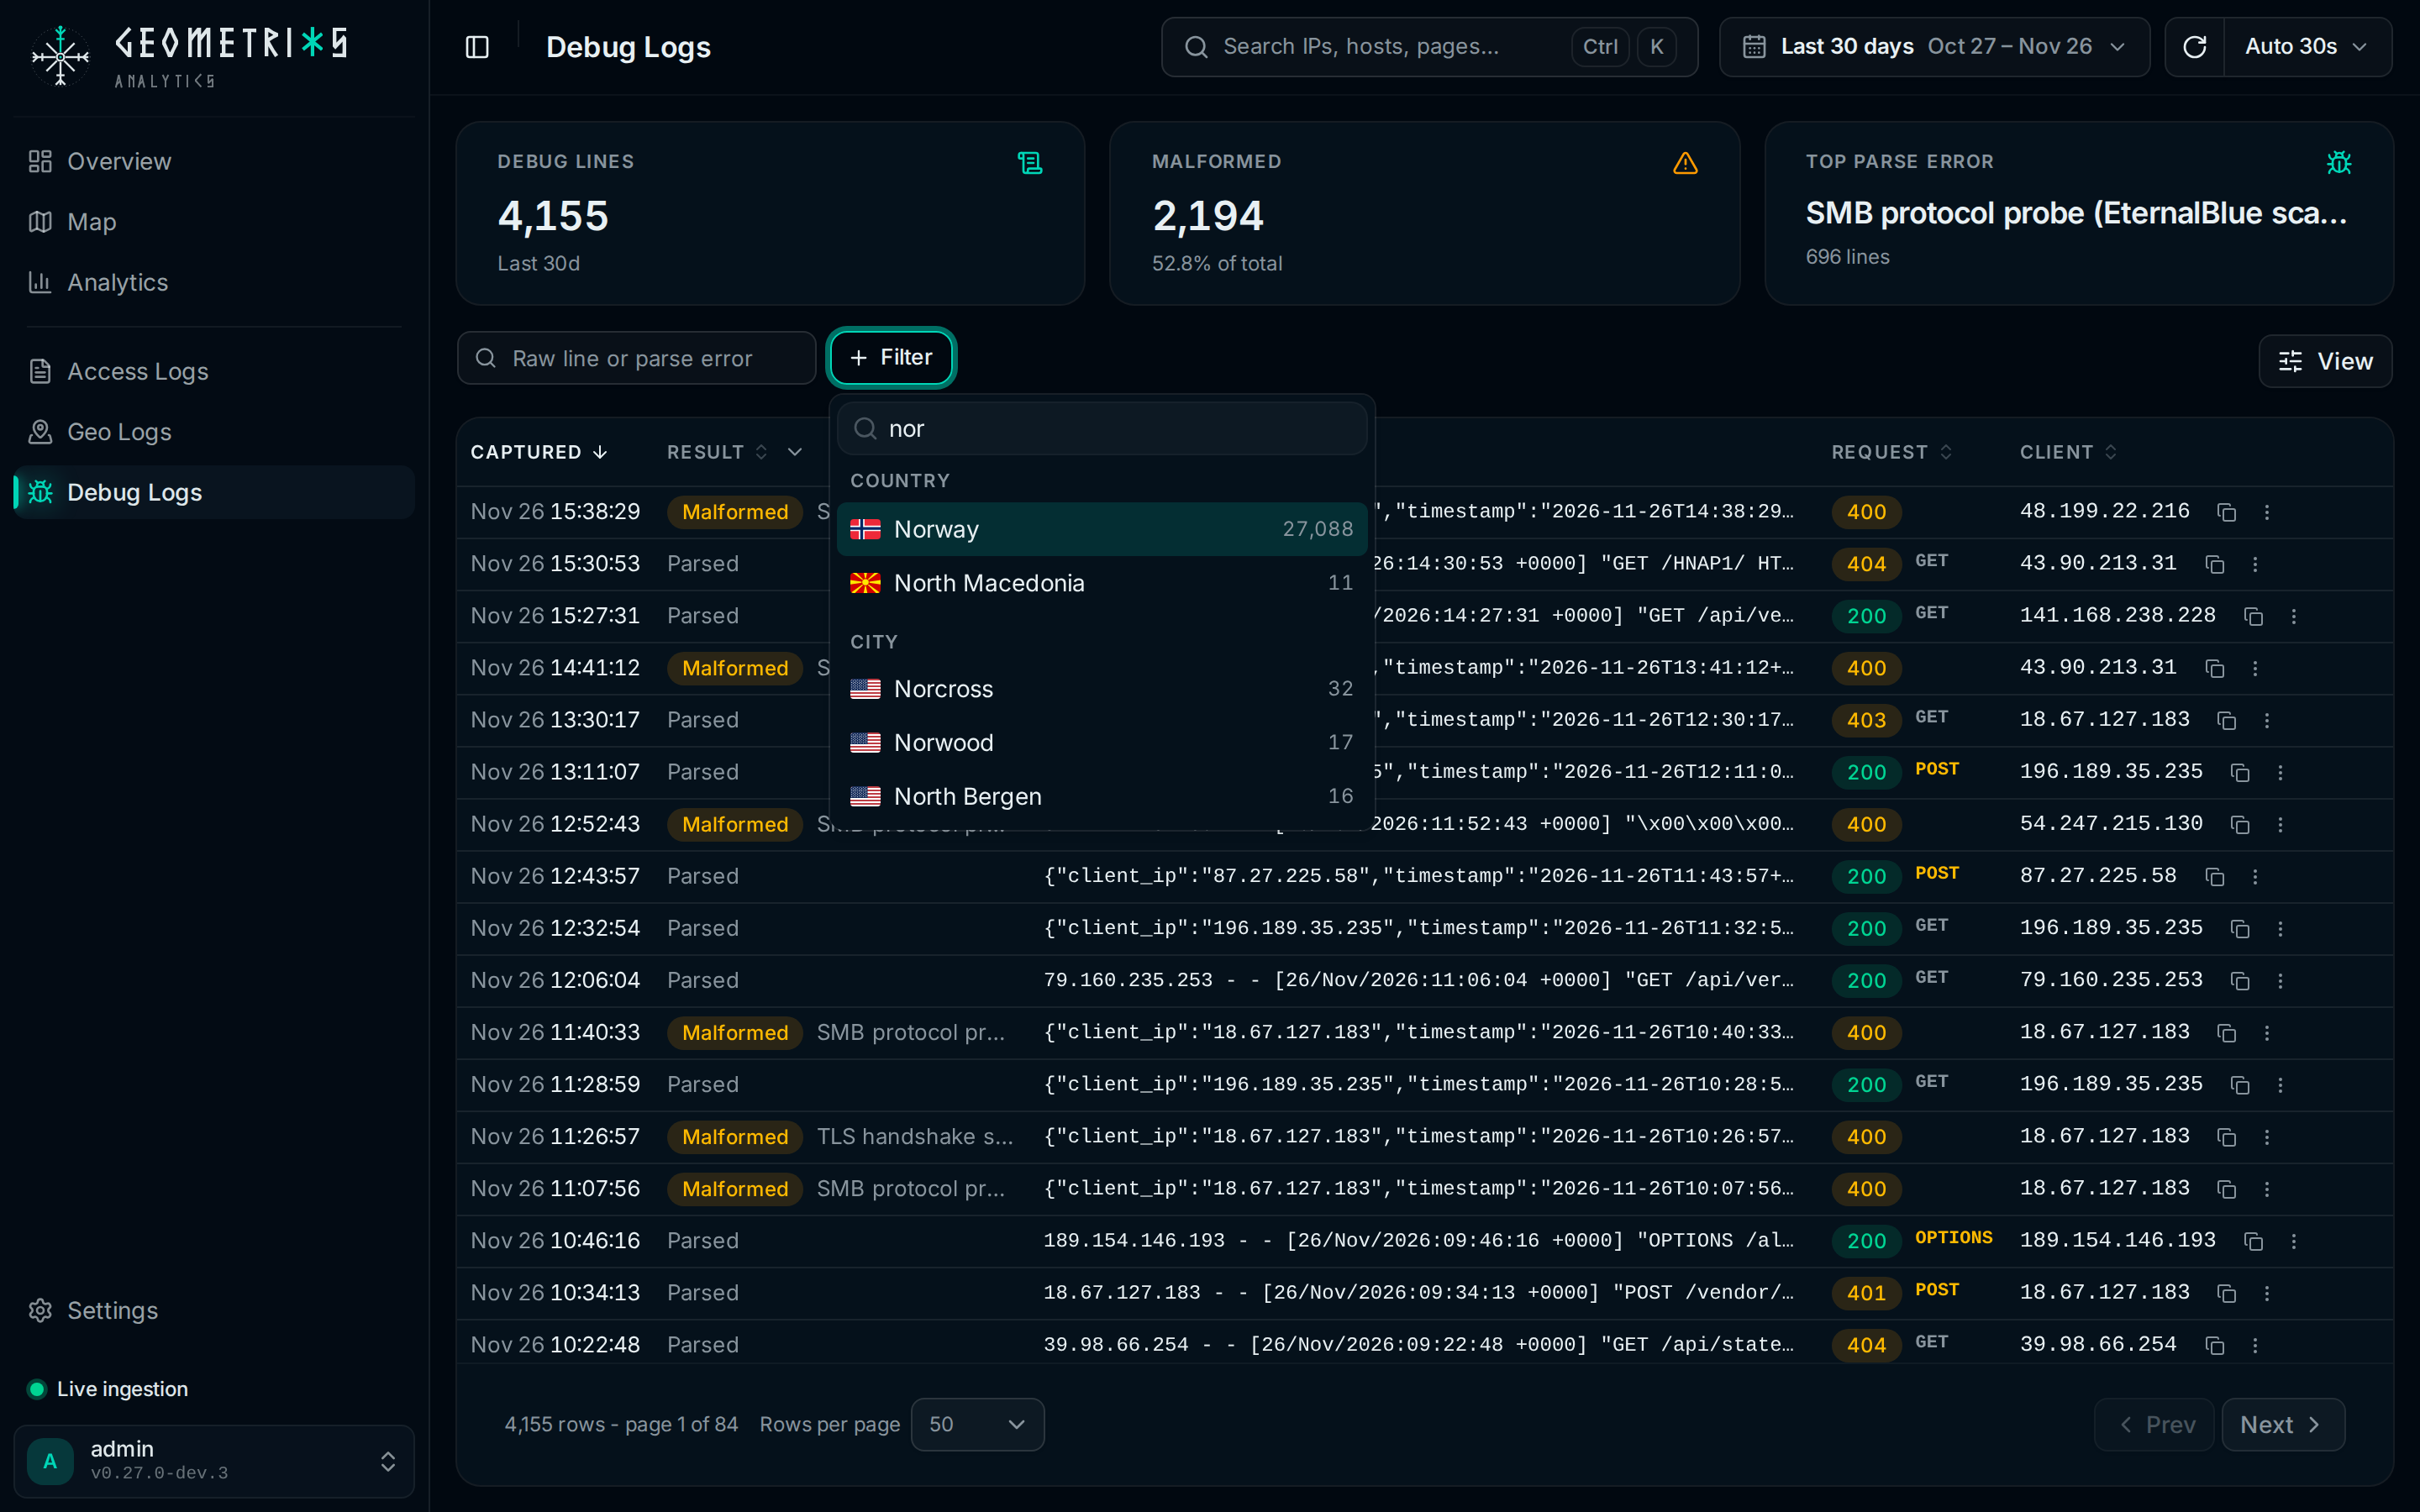 GEOMETRIKS
ANALYTICS
Overview
Map
Analytics
Access Logs
Geo Logs
Debug Logs
Settings
Live ingestion
A
admin
v0.27.0-dev.3
Debug Logs
Search IPs, hosts, pages...
Ctrl K
Last 30 days Oct 27 – Nov 26
Auto 30s
DEBUG LINES
4,155
Last 30d
MALFORMED
2,194
52.8% of total
TOP PARSE ERROR
SMB protocol probe (EternalBlue sca...
696 lines
Raw line or parse error
+ Filter
View
nor
COUNTRY
Norway 27,088
North Macedonia 11
CITY
Norcross 32
Norwood 17
North Bergen 16
CAPTURED RESULT REQUEST CLIENT
Nov 26 15:38:29 Malformed S ","timestamp":"2026-11-26T14:38:29... 400 48.199.22.216
Nov 26 15:30:53 Parsed 26:14:30:53 +0000] "GET /HNAP1/ HT... 404 GET 43.90.213.31
Nov 26 15:27:31 Parsed /2026:14:27:31 +0000] "GET /api/ve... 200 GET 141.168.238.228
Nov 26 14:41:12 Malformed S ,"timestamp":"2026-11-26T13:41:12+... 400 43.90.213.31
Nov 26 13:30:17 Parsed ","timestamp":"2026-11-26T12:30:17... 403 GET 18.67.127.183
Nov 26 13:11:07 Parsed 5","timestamp":"2026-11-26T12:11:0... 200 POST 196.189.35.235
Nov 26 12:52:43 Malformed SMB protocol pr... 2026:11:52:43 +0000] "\x00\x00\x00... 400 54.247.215.130
Nov 26 12:43:57 Parsed {"client_ip":"87.27.225.58","timestamp":"2026-11-26T11:43:57+... 200 POST 87.27.225.58
Nov 26 12:32:54 Parsed {"client_ip":"196.189.35.235","timestamp":"2026-11-26T11:32:5... 200 GET 196.189.35.235
Nov 26 12:06:04 Parsed 79.160.235.253 - - [26/Nov/2026:11:06:04 +0000] "GET /api/ver... 200 GET 79.160.235.253
Nov 26 11:40:33 Malformed SMB protocol pr... {"client_ip":"18.67.127.183","timestamp":"2026-11-26T10:40:33... 400 18.67.127.183
Nov 26 11:28:59 Parsed {"client_ip":"196.189.35.235","timestamp":"2026-11-26T10:28:5... 200 GET 196.189.35.235
Nov 26 11:26:57 Malformed TLS handshake s... {"client_ip":"18.67.127.183","timestamp":"2026-11-26T10:26:57... 400 18.67.127.183
Nov 26 11:07:56 Malformed SMB protocol pr... {"client_ip":"18.67.127.183","timestamp":"2026-11-26T10:07:56... 400 18.67.127.183
Nov 26 10:46:16 Parsed 189.154.146.193 - - [26/Nov/2026:09:46:16 +0000] "OPTIONS /al... 200 OPTIONS 189.154.146.193
Nov 26 10:34:13 Parsed 18.67.127.183 - - [26/Nov/2026:09:34:13 +0000] "POST /vendor/... 401 POST 18.67.127.183
Nov 26 10:22:48 Parsed 39.98.66.254 - - [26/Nov/2026:09:22:48 +0000] "GET /api/state... 404 GET 39.98.66.254
4,155 rows - page 1 of 84 Rows per page 50
Prev Next